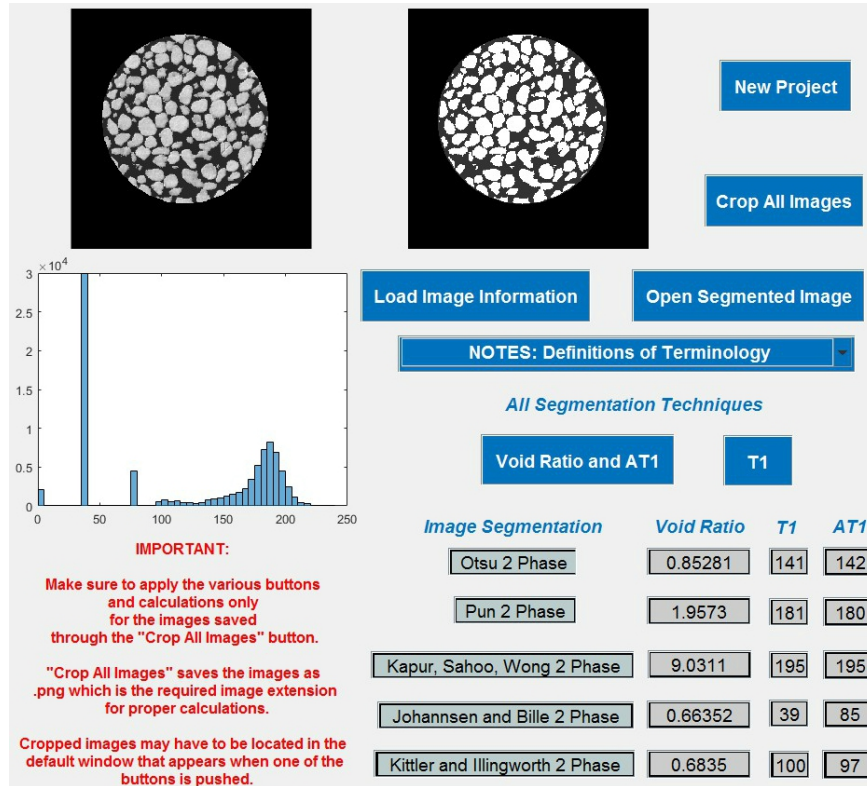 New Project
Crop All Images
×10⁴
3
2.5
2
1.5
1
0.5
0
0 50 100 150 200 250
Load Image Information
Open Segmented Image
NOTES: Definitions of Terminology
All Segmentation Techniques
Void Ratio and AT1
T1
Image Segmentation Void Ratio T1 AT1
Otsu 2 Phase 0.85281 141 142
Pun 2 Phase 1.9573 181 180
Kapur, Sahoo, Wong 2 Phase 9.0311 195 195
Johannsen and Bille 2 Phase 0.66352 39 85
Kittler and Illingworth 2 Phase 0.6835 100 97
IMPORTANT:
Make sure to apply the various buttons
and calculations only
for the images saved
through the "Crop All Images" button.
"Crop All Images" saves the images as
.png which is the required image extension
for proper calculations.
Cropped images may have to be located in the
default window that appears when one of the
buttons is pushed.